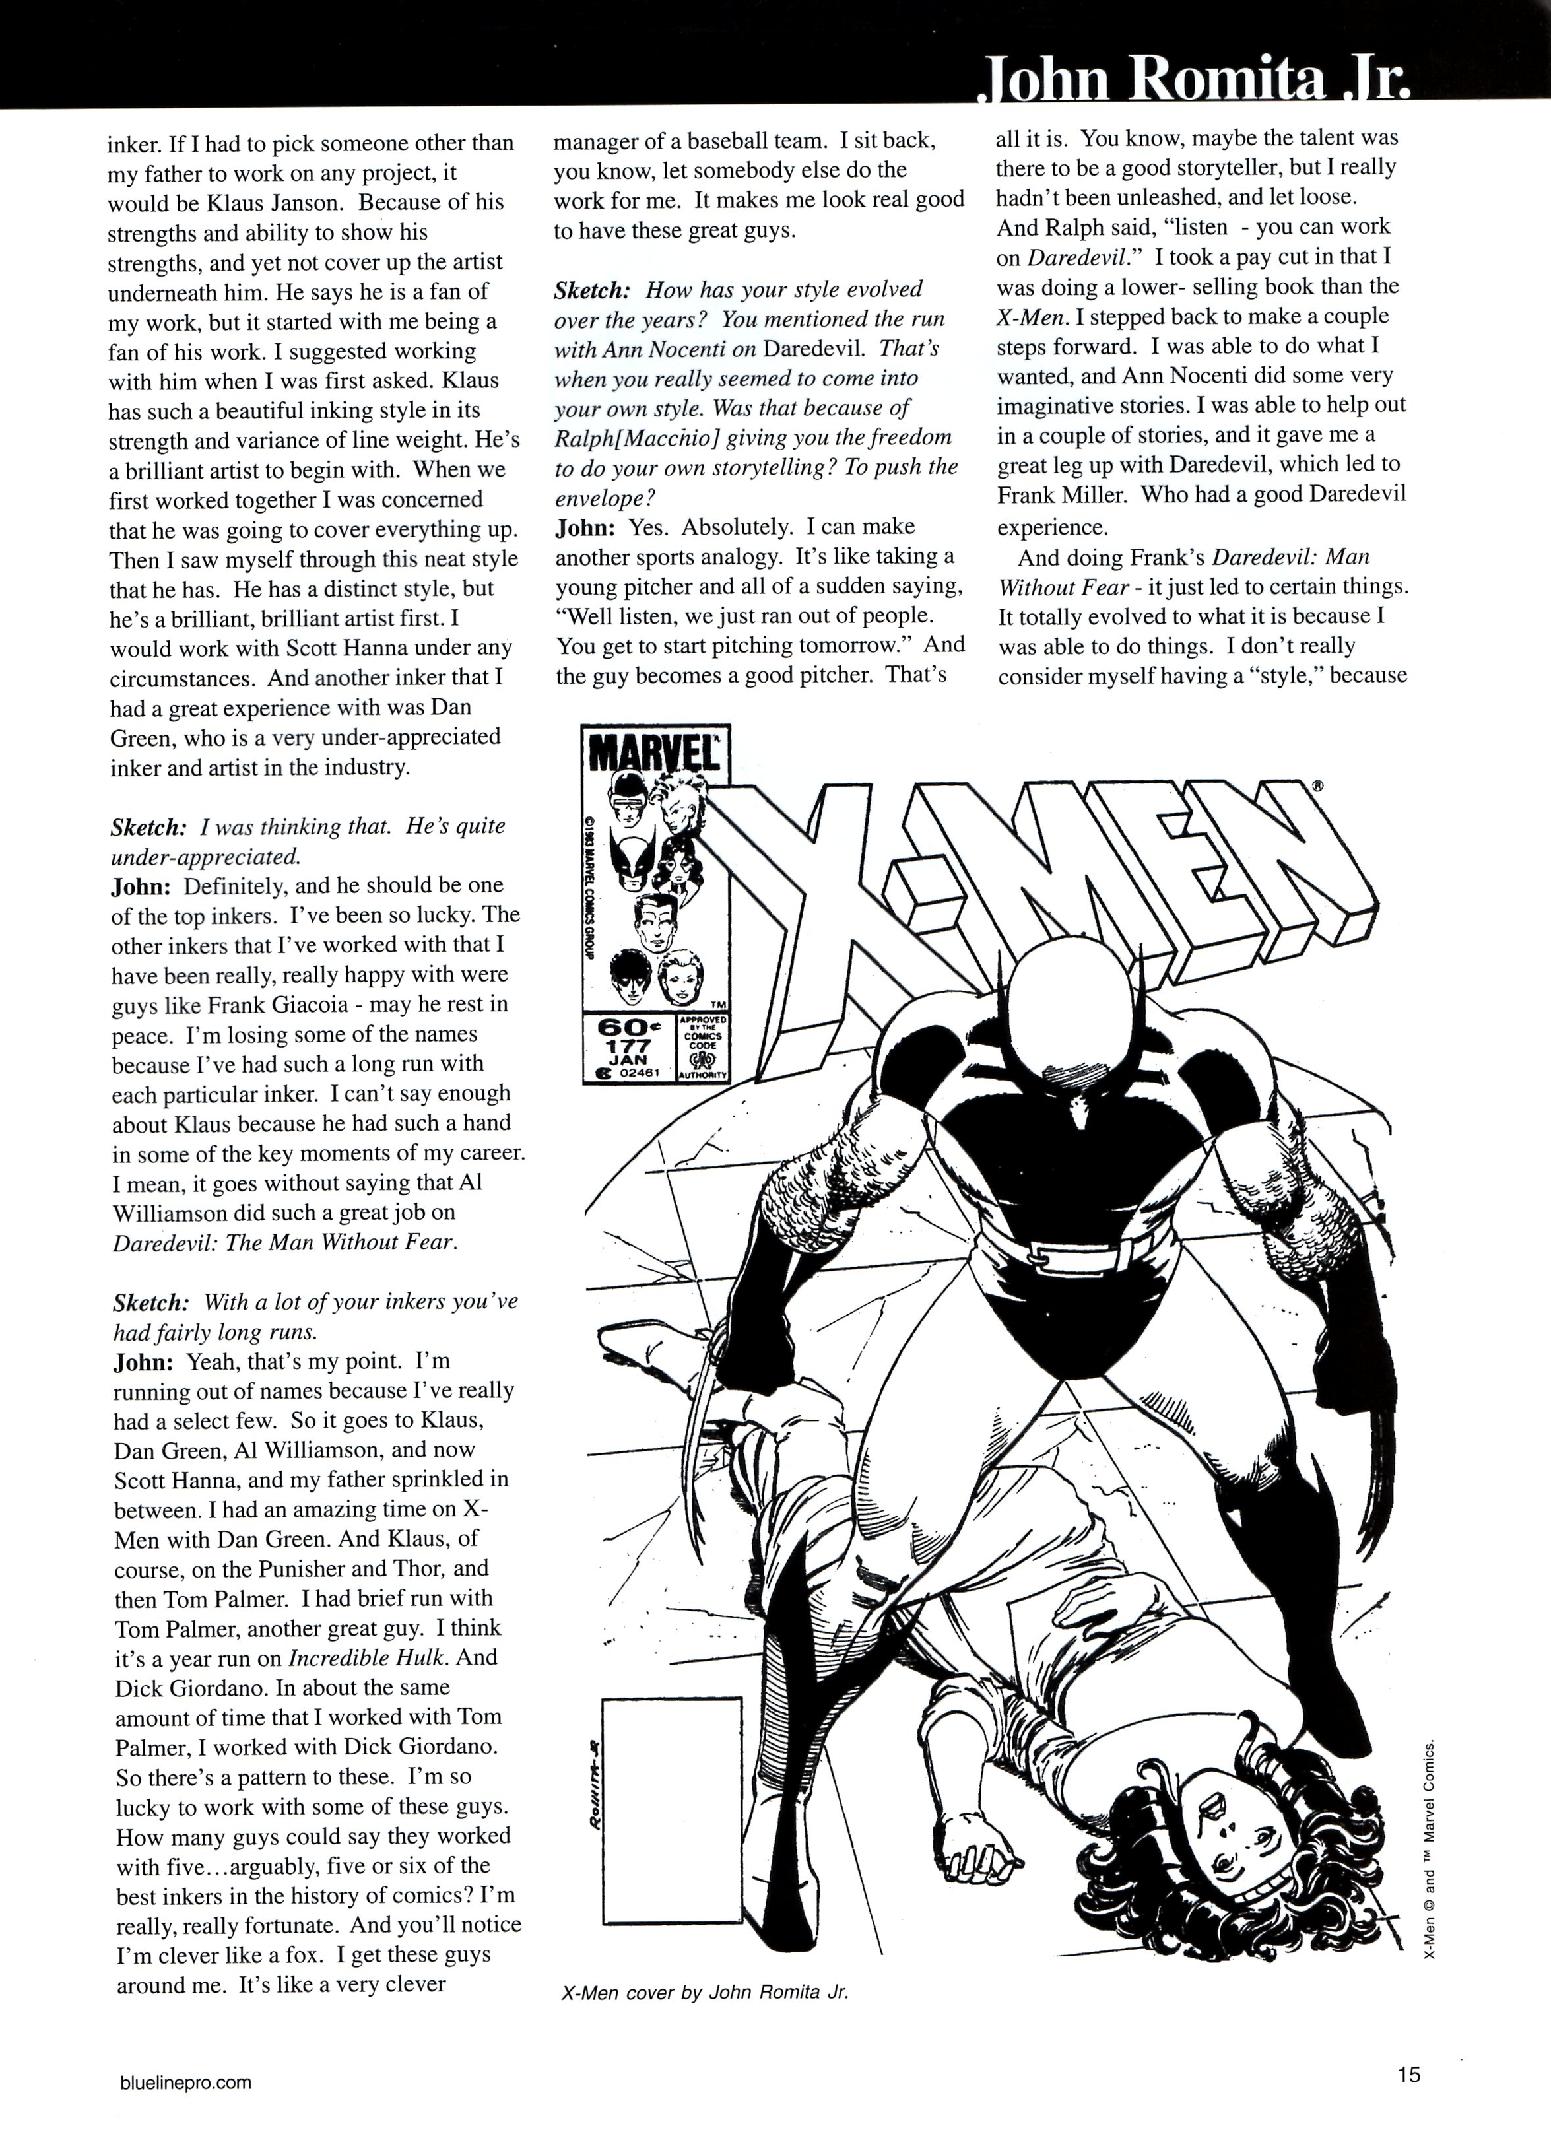 John Romita Jr.
inker. If I had to pick someone other than
my father to work on any project, it
would be Klaus Janson.  Because of his
strengths and ability to show his
strengths, and yet not cover up the artist
underneath him. He says he is a fan of
my work, but it started with me being a
fan of his work. I suggested working
with him when I was first asked. Klaus
has such a beautiful inking style in its
strength and variance of line weight. He's
a brilliant artist to begin with.  When we
first worked together I was concerned
that he was going to cover everything up.
Then I saw myself through this neat style
that he has.  He has a distinct style, but
he's a brilliant, brilliant artist first. I
would work with Scott Hanna under any
circumstances.  And another inker that I
had a great experience with was Dan
Green, who is a very under-appreciated
inker and artist in the industry.
Sketch:  I was thinking that.  He's quite
under-appreciated.
John:  Definitely, and he should be one
of the top inkers.  I've been so lucky. The
other inkers that I've worked with that I
have been really, really happy with were
guys like Frank Giacoia - may he rest in
peace.  I'm losing some of the names
because I've had such a long run with
each particular inker.  I can't say enough
about Klaus because he had such a hand
in some of the key moments of my career.
I mean, it goes without saying that Al
Williamson did such a great job on
Daredevil: The Man Without Fear.
Sketch:  With a lot of your inkers you've
had fairly long runs.
John:  Yeah, that's my point.  I'm
running out of names because I've really
had a select few.  So it goes to Klaus,
Dan Green, Al Williamson, and now
Scott Hanna, and my father sprinkled in
between. I had an amazing time on X-
Men with Dan Green. And Klaus, of
course, on the Punisher and Thor, and
then Tom Palmer.  I had brief run with
Tom Palmer, another great guy.  I think
it's a year run on Incredible Hulk. And
Dick Giordano. In about the same
amount of time that I worked with Tom
Palmer, I worked with Dick Giordano.
So there's a pattern to these.  I'm so
lucky to work with some of these guys.
How many guys could say they worked
with five…arguably, five or six of the
best inkers in the history of comics? I'm
really, really fortunate.  And you'll notice
I'm clever like a fox.  I get these guys
around me.  It's like a very clever
manager of a baseball team.  I sit back,
you know, let somebody else do the
work for me.  It makes me look real good
to have these great guys.
Sketch:  How has your style evolved
over the years?  You mentioned the run
with Ann Nocenti on Daredevil.  That's
when you really seemed to come into
your own style. Was that because of
Ralph[Macchio] giving you the freedom
to do your own storytelling? To push the
envelope?
John:  Yes.  Absolutely.  I can make
another sports analogy.  It's like taking a
young pitcher and all of a sudden saying,
“Well listen, we just ran out of people.
You get to start pitching tomorrow.”  And
the guy becomes a good pitcher.  That's
all it is.  You know, maybe the talent was
there to be a good storyteller, but I really
hadn't been unleashed, and let loose.
And Ralph said, “listen  - you can work
on Daredevil.”  I took a pay cut in that I
was doing a lower- selling book than the
X-Men. I stepped back to make a couple
steps forward.  I was able to do what I
wanted, and Ann Nocenti did some very
imaginative stories. I was able to help out
in a couple of stories, and it gave me a
great leg up with Daredevil, which led to
Frank Miller.  Who had a good Daredevil
experience.
And doing Frank's Daredevil: Man
Without Fear - it just led to certain things.
It totally evolved to what it is because I
was able to do things.  I don't really
consider myself having a “style,” because
MARVEL™
©1983 MARVEL COMICS GROUP
™
60¢
177
JAN
02461
APPROVED
BY THE
COMICS
CODE
AUTHORITY
X-MEN®
ROMITA JR
X-Men © and ™ Marvel Comics.
X-Men cover by John Romita Jr.
bluelinepro.com
15